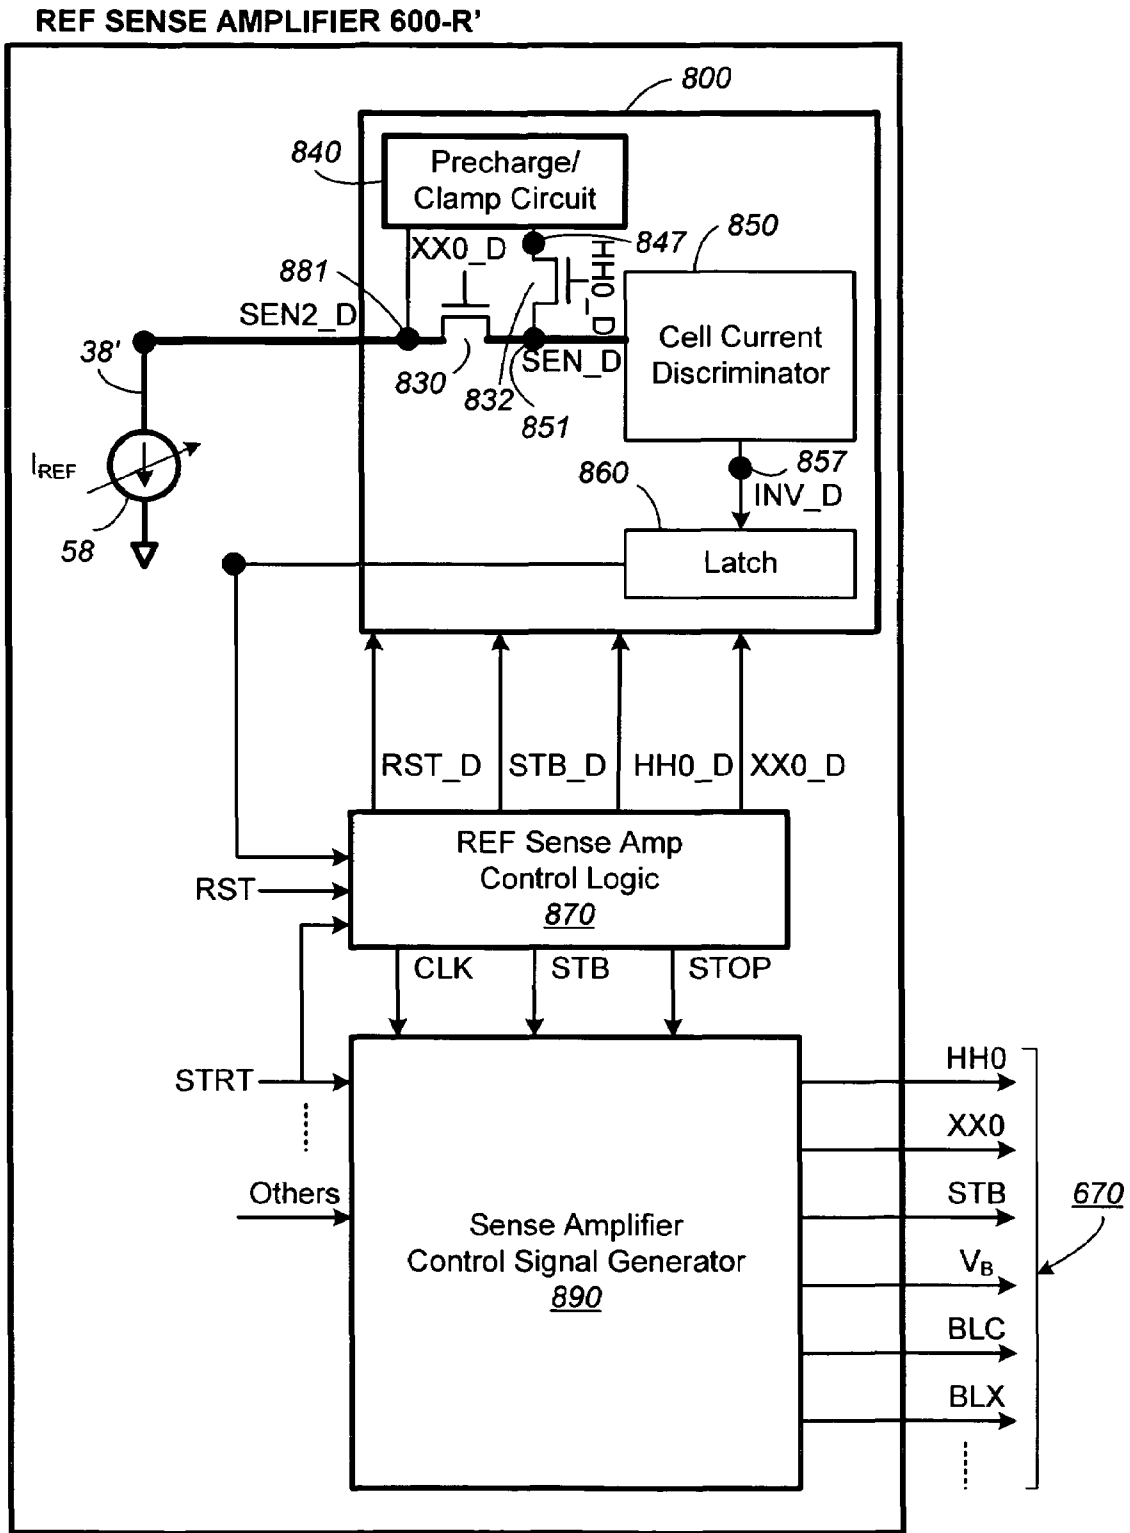 REF SENSE AMPLIFIER 600-R'
800
840
Precharge/
Clamp Circuit
XX0_D
847
850
881
HH0_D
SEN2_D
38'
830
832
SEN_D
851
Cell Current
Discriminator
IREF
58
857
860
INV_D
Latch
RST_D
STB_D
HH0_D
XX0_D
REF Sense Amp
Control Logic
870
RST
CLK
STB
STOP
STRT
Others
Sense Amplifier
Control Signal Generator
890
HH0
XX0
STB
VB
BLC
BLX
670